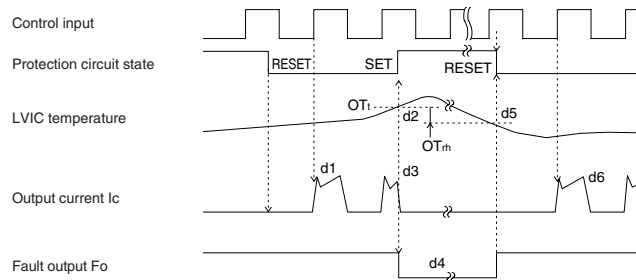 Control input
Protection circuit state
RESET
SET
RESET
LVIC temperature
OTt
d2
d5
OTrh
Output current Ic
d1
d3
d6
Fault output Fo
d4